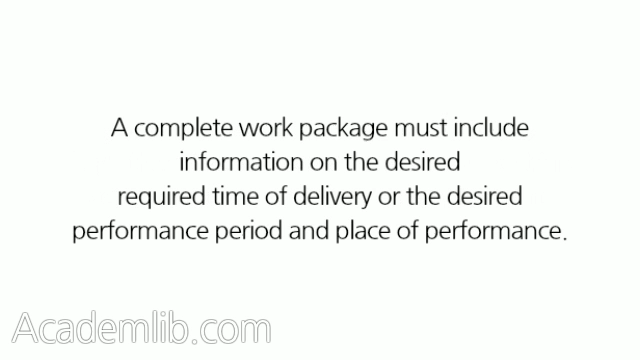 A complete work package must include
information on the desired
required time of delivery or the desired
performance period and place of performance.
Academlib.com